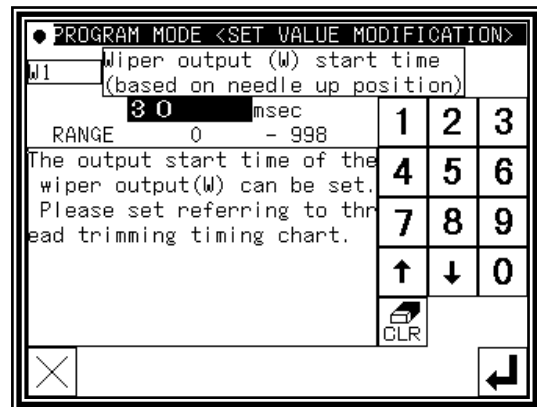 ● PROGRAM MODE <SET VALUE MODIFICATION>
W1
Wiper output (W) start time
(based on needle up position)
30 msec
RANGE 0 - 998
The output start time of the
wiper output(W) can be set.
Please set referring to thr
ead trimming timing chart.
1 2 3
4 5 6
7 8 9
↑ ↓ 0
CLR